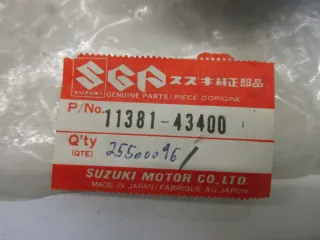 SGP スズキ純正部品
SUZUKI GENUINE PARTS/PIECE D'ORIGINE
P/No. 11381-43400
Q'ty 25500096/
(QTE)
SUZUKI MOTOR CO.,LTD.
MADE IN JAPAN/FABRIQUÉ AU JAPON